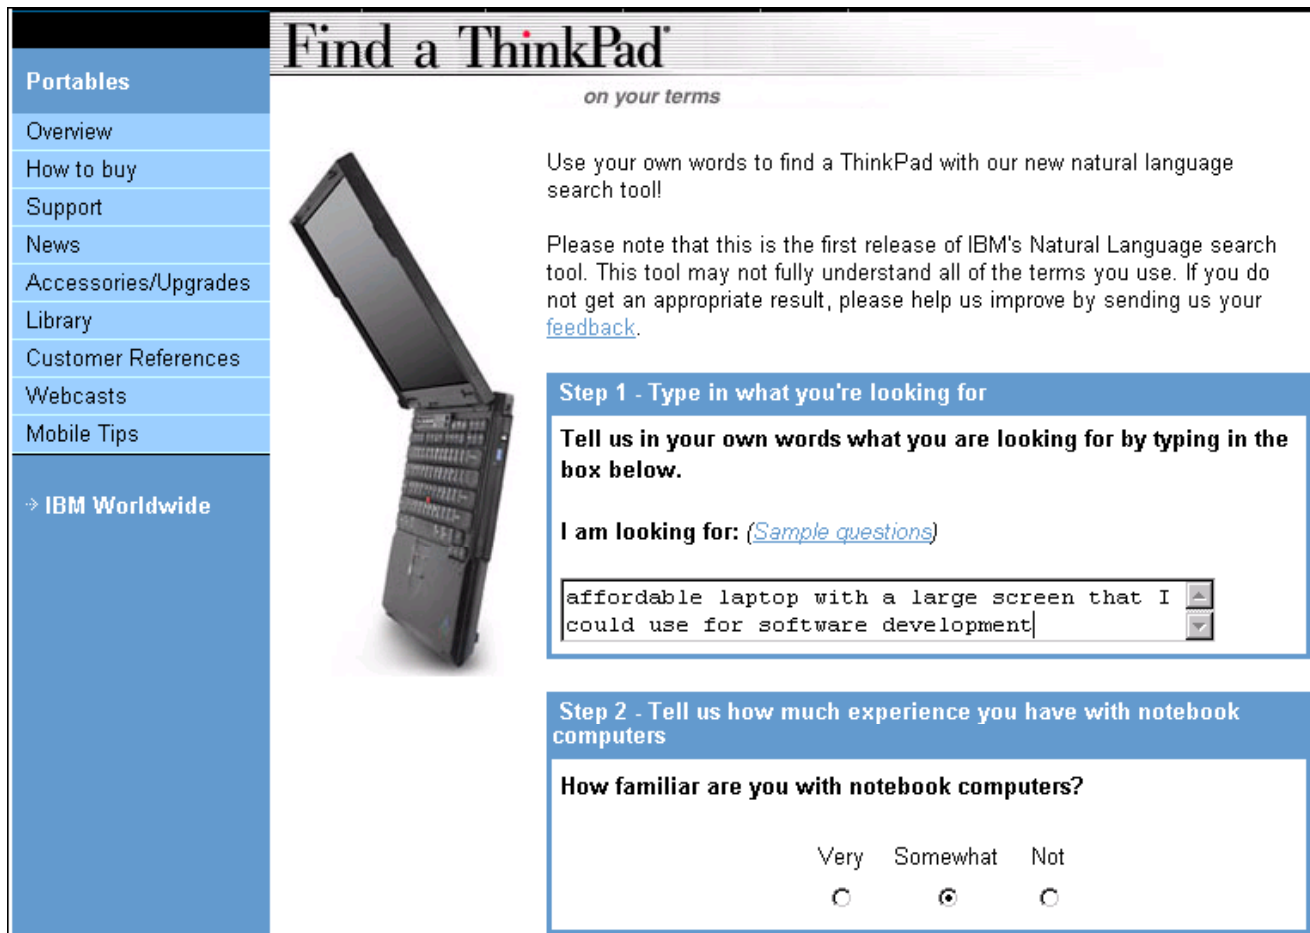 Find a ThinkPad
on your terms
Portables
Overview
How to buy
Support
News
Accessories/Upgrades
Library
Customer References
Webcasts
Mobile Tips
IBM Worldwide
Use your own words to find a ThinkPad with our new natural language
search tool!
Please note that this is the first release of IBM's Natural Language search
tool. This tool may not fully understand all of the terms you use. If you do
not get an appropriate result, please help us improve by sending us your
feedback.
Step 1 - Type in what you're looking for
Tell us in your own words what you are looking for by typing in the
box below.
I am looking for: (Sample questions)
affordable laptop with a large screen that I
could use for software development
Step 2 - Tell us how much experience you have with notebook
computers
How familiar are you with notebook computers?
Very Somewhat Not